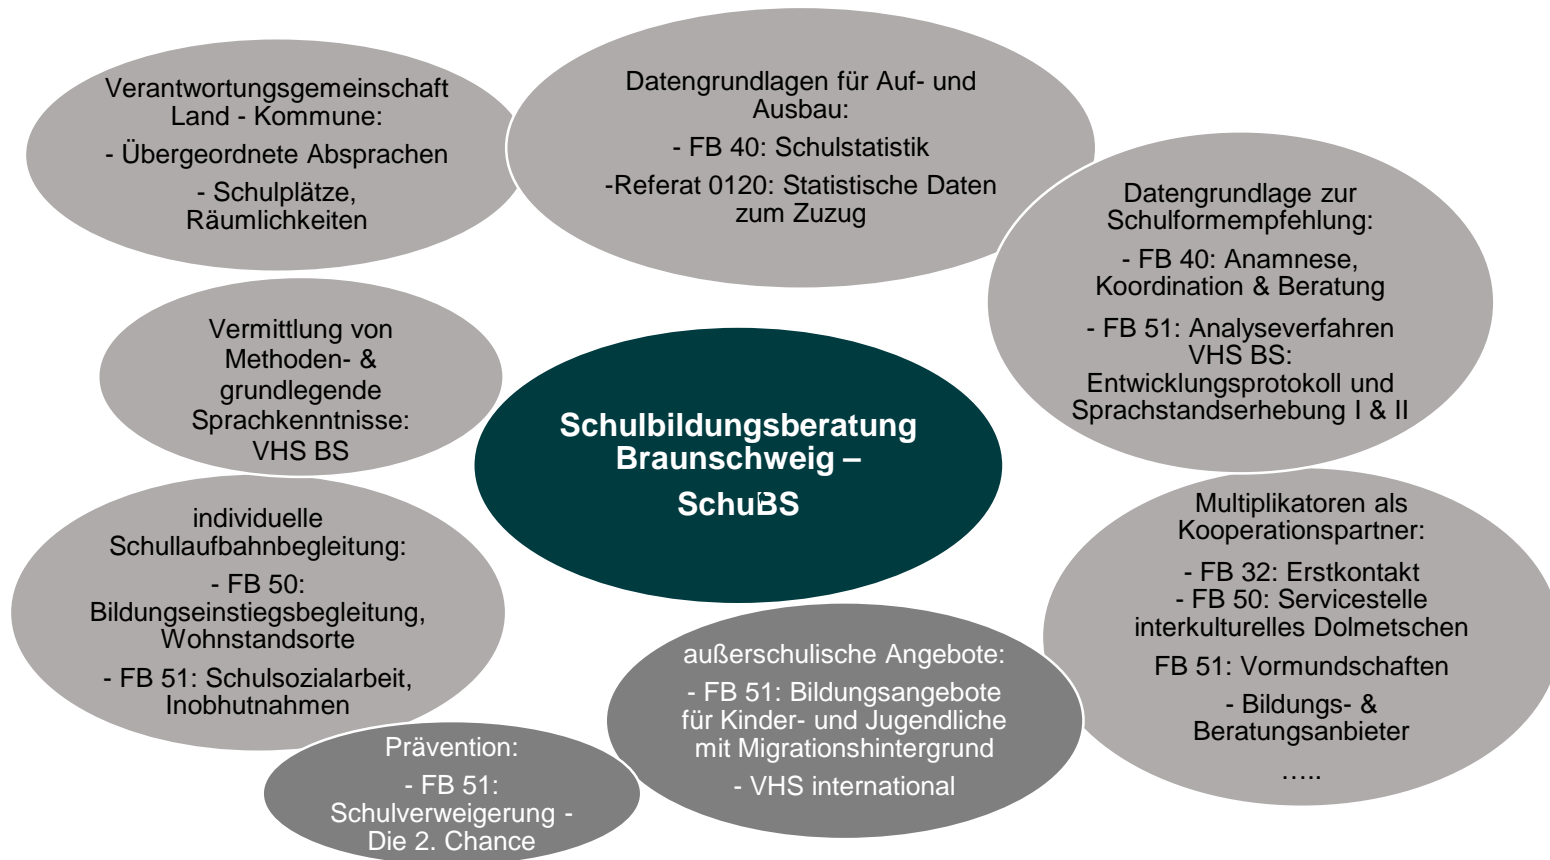 Verantwortungsgemeinschaft
Land - Kommune:
- Übergeordnete Absprachen
- Schulplätze,
Räumlichkeiten
Datengrundlagen für Auf- und
Ausbau:
- FB 40: Schulstatistik
-Referat 0120: Statistische Daten
zum Zuzug
Datengrundlage zur
Schulformempfehlung:
- FB 40: Anamnese,
Koordination & Beratung
- FB 51: Analyseverfahren
VHS BS:
Entwicklungsprotokoll und
Sprachstandserhebung I & II
Vermittlung von
Methoden- &
grundlegende
Sprachkenntnisse:
VHS BS
Schulbildungsberatung
Braunschweig –
SchuBS
individuelle
Schullaufbahnbegleitung:
- FB 50:
Bildungseinstiegsbegleitung,
Wohnstandsorte
- FB 51: Schulsozialarbeit,
Inobhutnahmen
Multiplikatoren als
Kooperationspartner:
- FB 32: Erstkontakt
- FB 50: Servicestelle
interkulturelles Dolmetschen
FB 51: Vormundschaften
- Bildungs- &
Beratungsanbieter
…..
außerschulische Angebote:
- FB 51: Bildungsangebote
für Kinder- und Jugendliche
mit Migrationshintergrund
- VHS international
Prävention:
- FB 51:
Schulverweigerung -
Die 2. Chance